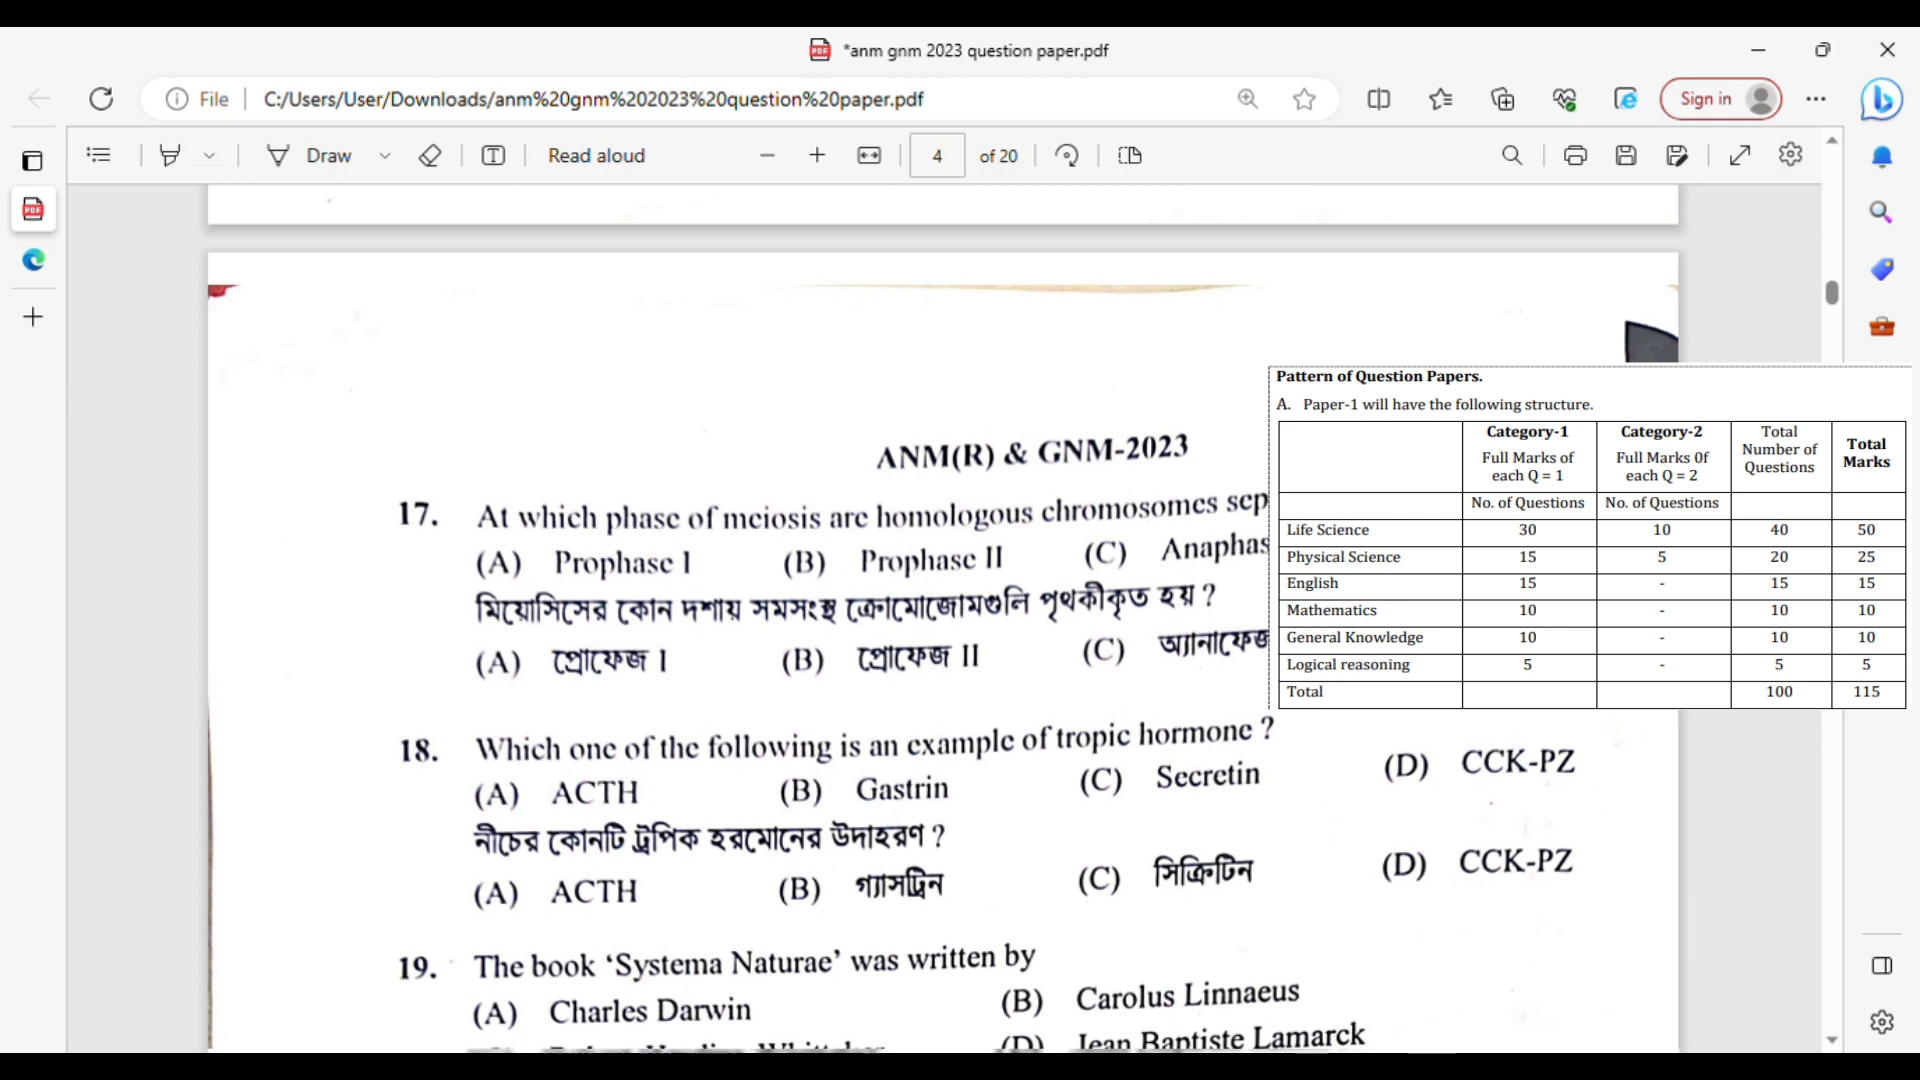 *anm gnm 2023 question paper.pdf
File
C:/Users/User/Downloads/anm%20gnm%202023%20question%20paper.pdf
Sign in
Draw
Read aloud
4
of 20
ANM(R) & GNM-2023
17. At which phase of meiosis are homologous chromosomes sep
(A) Prophase I (B) Prophase II (C) Anaphas
মিয়োসিসের কোন দশায় সমসংস্থ ক্রোমোজোমগুলি পৃথকীকৃত হয় ?
(A) প্রোফেজ I (B) প্রোফেজ II (C) অ্যানাফেজ
18. Which one of the following is an example of tropic hormone ?
(A) ACTH (B) Gastrin (C) Secretin (D) CCK-PZ
নীচের কোনটি ট্রপিক হরমোনের উদাহরণ ?
(A) ACTH (B) গ্যাসট্রিন (C) সিক্রিটিন (D) CCK-PZ
19. The book ‘Systema Naturae’ was written by
(A) Charles Darwin (B) Carolus Linnaeus
(D) Jean Baptiste Lamarck
Pattern of Question Papers.
A. Paper-1 will have the following structure.
Category-1 Category-2 Total Total
Full Marks of Full Marks 0f Number of Marks
each Q = 1 each Q = 2 Questions
No. of Questions No. of Questions
Life Science 30 10 40 50
Physical Science 15 5 20 25
English 15 - 15 15
Mathematics 10 - 10 10
General Knowledge 10 - 10 10
Logical reasoning 5 - 5 5
Total 100 115